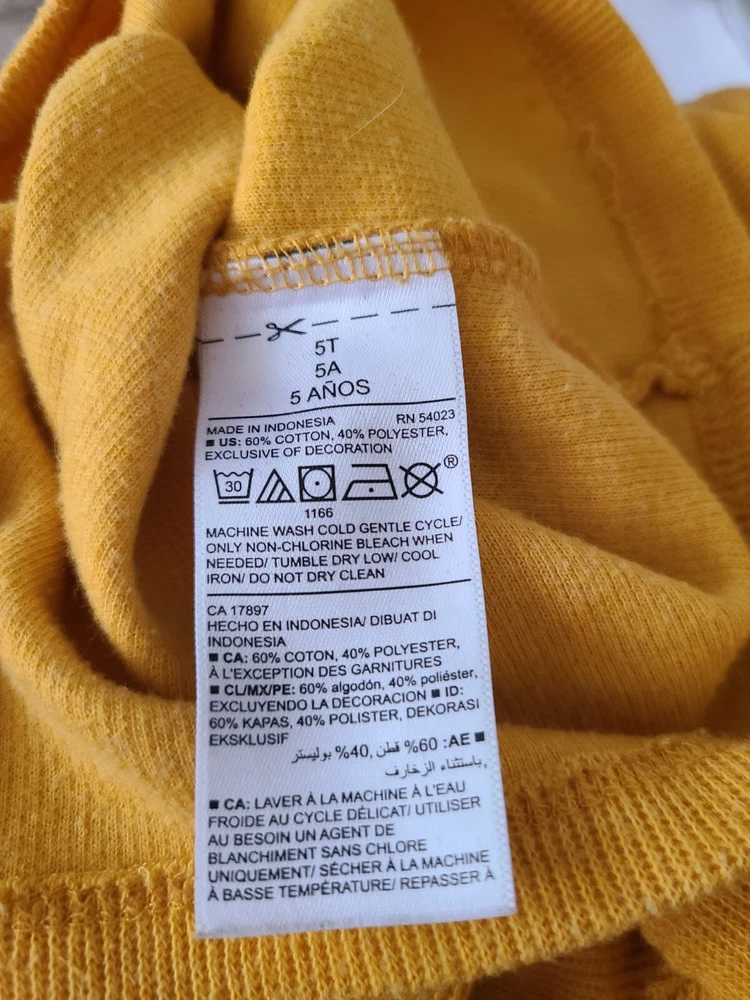 5T
5A
5 AÑOS
MADE IN INDONESIA RN 54023
■ US: 60% COTTON, 40% POLYESTER,
EXCLUSIVE OF DECORATION
30
®
1166
MACHINE WASH COLD GENTLE CYCLE/
ONLY NON-CHLORINE BLEACH WHEN
NEEDED/ TUMBLE DRY LOW/ COOL
IRON/ DO NOT DRY CLEAN
CA 17897
HECHO EN INDONESIA/ DIBUAT DI
INDONESIA
■ CA: 60% COTON, 40% POLYESTER,
À L'EXCEPTION DES GARNITURES
■ CL/MX/PE: 60% algodón, 40% poliéster,
EXCLUYENDO LA DECORACION ■ ID:
60% KAPAS, 40% POLISTER, DEKORASI
EKSKLUSIF
■ AE: 60% قطن ,40% بوليستر
,باستثناء الزخارف
■ CA: LAVER À LA MACHINE À L'EAU
FROIDE AU CYCLE DÉLICAT/ UTILISER
AU BESOIN UN AGENT DE
BLANCHIMENT SANS CHLORE
UNIQUEMENT/ SÉCHER À LA MACHINE
À BASSE TEMPÉRATURE/ REPASSER À